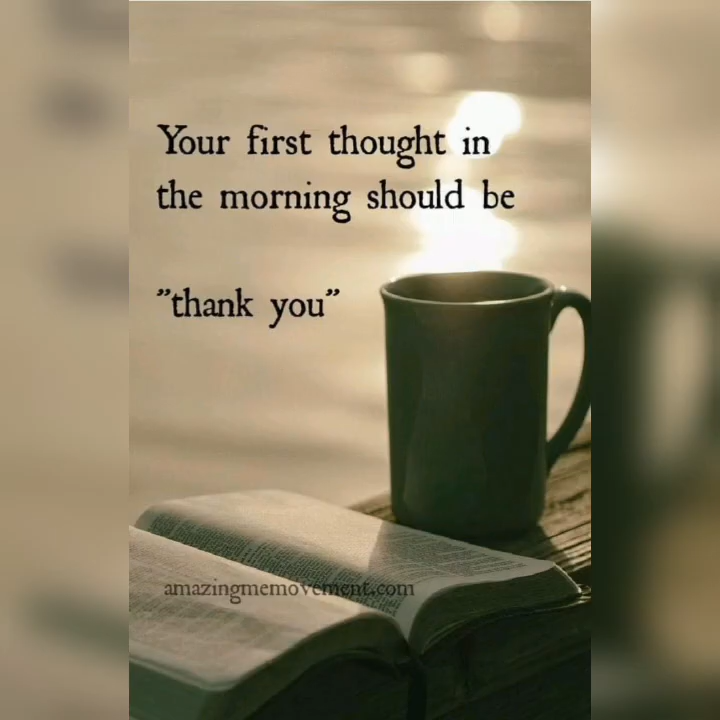 Your first thought in
the morning should be
”thank you”
amazingmemovement.com